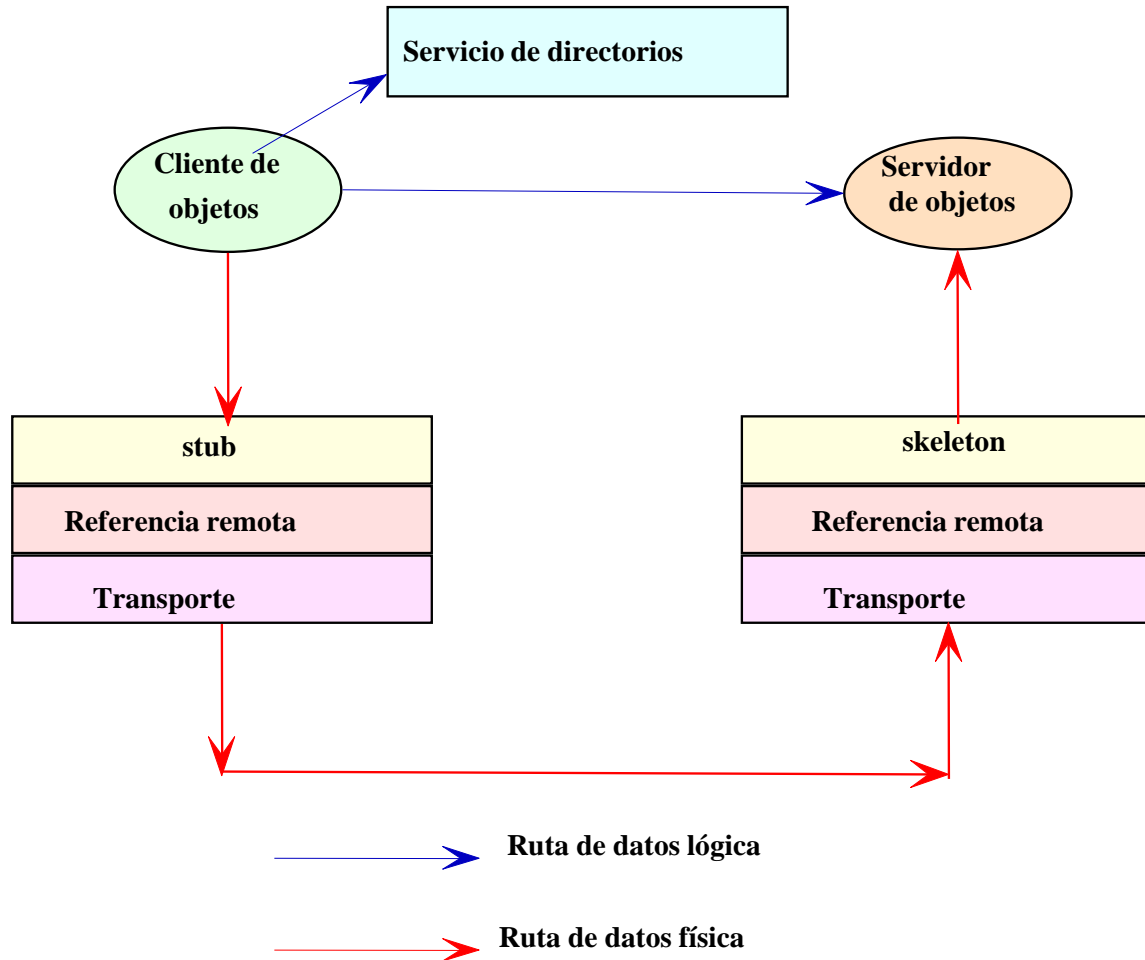 Servicio de directorios
Cliente de
objetos
Servidor
de objetos
stub
skeleton
Referencia remota
Referencia remota
Transporte
Transporte
Ruta de datos lógica
Ruta de datos física